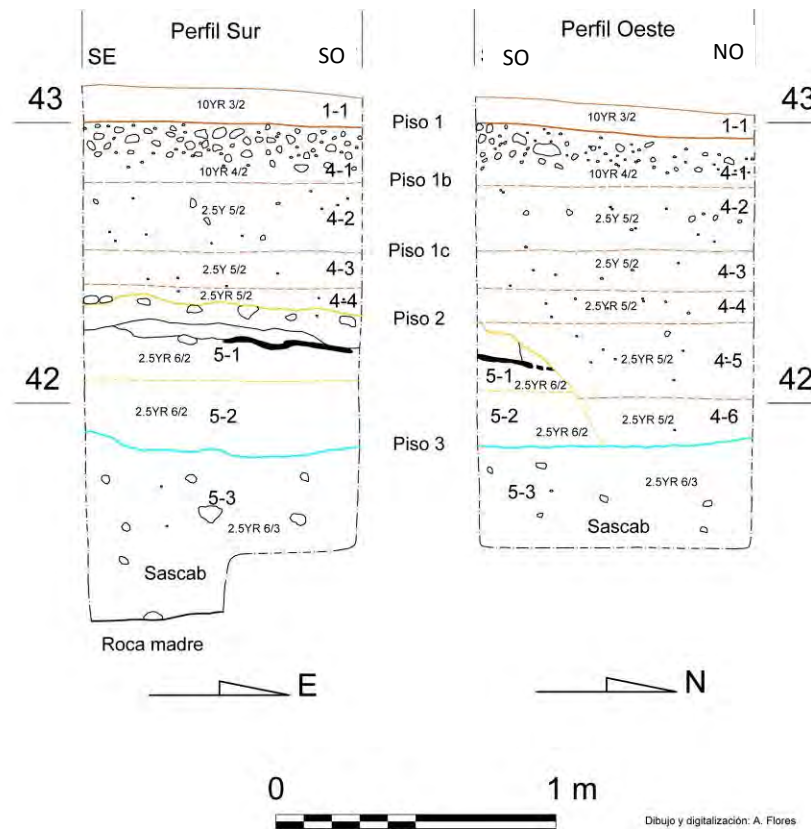 Perfil Sur
SE
SO
43
10YR 3/2
1-1
10YR 4/2
4-1
2.5Y 5/2
4-2
2.5Y 5/2
4-3
2.5YR 5/2
4-4
5-1
2.5YR 6/2
42
5-2
2.5YR 6/2
5-3
2.5YR 6/3
Sascab
Roca madre
E
Piso 1
Piso 1b
Piso 1c
Piso 2
Piso 3
Perfil Oeste
SO
NO
43
10YR 3/2
1-1
10YR 4/2
4-1
2.5Y 5/2
4-2
2.5Y 5/2
4-3
2.5YR 5/2
4-4
2.5YR 5/2
4-5
5-1
2.5YR 6/2
42
5-2
2.5YR 5/2
4-6
2.5YR 6/2
5-3
2.5YR 6/3
Sascab
N
0
1 m
Dibujo y digitalización: A. Flores